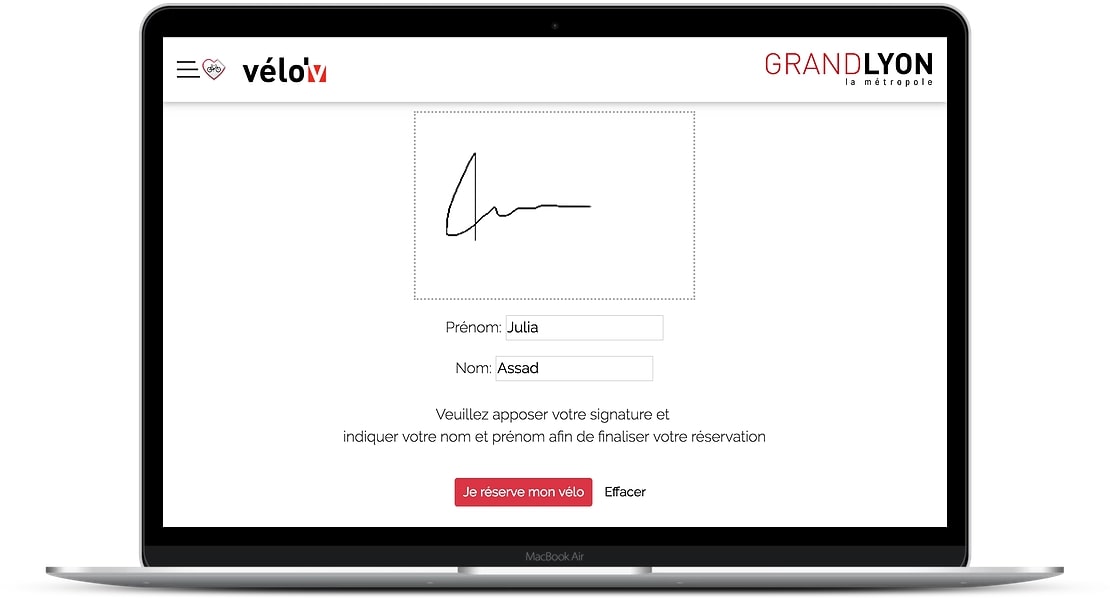 vélo'v
GRANDLYON
la métropole
Prénom: Julia
Nom: Assad
Veuillez apposer votre signature et
indiquer votre nom et prénom afin de finaliser votre réservation
Je réserve mon vélo Effacer
MacBook Air